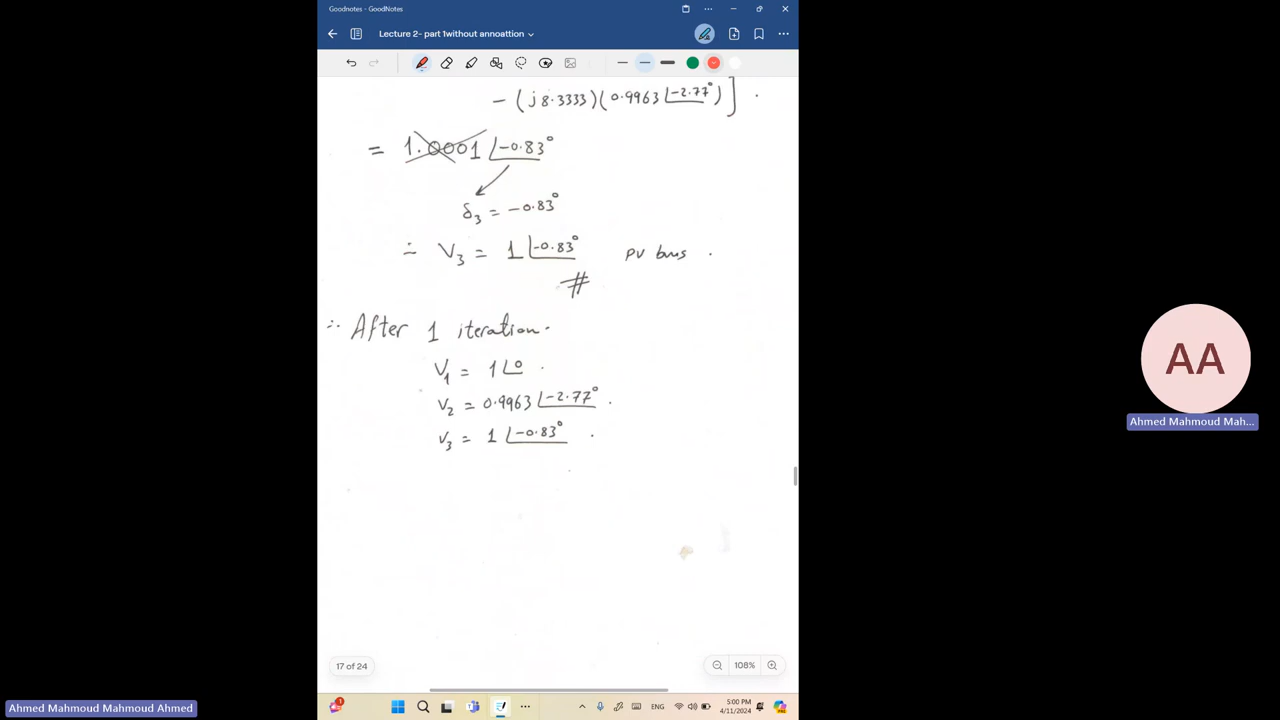 Goodnotes - GoodNotes
Lecture 2- part 1without annoattion
- (j8.3333)(0.9963∠-2.77°)] .
= 1.0001∠-0.83°
δ₃ = -0.83°
∴ V₃ = 1∠-0.83° PV bus .
#
∴ After 1 iteration.
V₁ = 1∠0 .
V₂ = 0.9963∠-2.77° .
V₃ = 1∠-0.83° .
17 of 24
108%
AA
Ahmed Mahmoud Mah...
Ahmed Mahmoud Mahmoud Ahmed
1
ENG
5:00 PM
4/11/2024